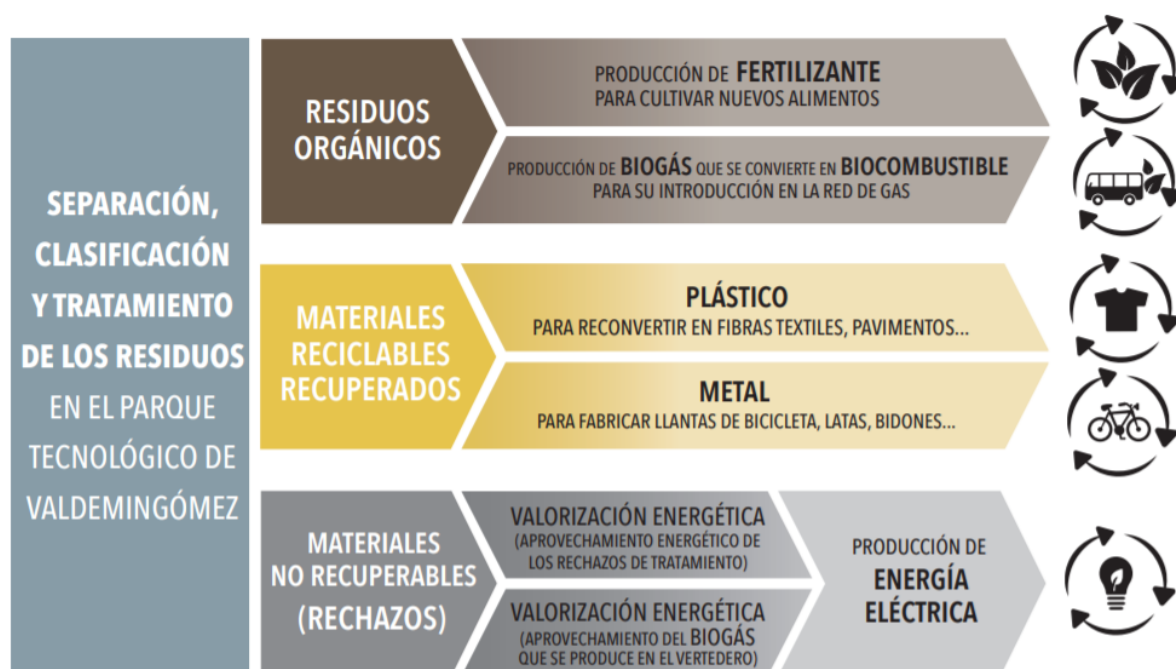 SEPARACIÓN,
CLASIFICACIÓN
Y TRATAMIENTO
DE LOS RESIDUOS
EN EL PARQUE
TECNOLÓGICO DE
VALDEMINGÓMEZ
RESIDUOS
ORGÁNICOS
PRODUCCIÓN DE FERTILIZANTE
PARA CULTIVAR NUEVOS ALIMENTOS
PRODUCCIÓN DE BIOGÁS QUE SE CONVIERTE EN BIOCOMBUSTIBLE
PARA SU INTRODUCCIÓN EN LA RED DE GAS
MATERIALES
RECICLABLES
RECUPERADOS
PLÁSTICO
PARA RECONVERTIR EN FIBRAS TEXTILES, PAVIMENTOS...
METAL
PARA FABRICAR LLANTAS DE BICICLETA, LATAS, BIDONES...
MATERIALES
NO RECUPERABLES
(RECHAZOS)
VALORIZACIÓN ENERGÉTICA
(APROVECHAMIENTO ENERGÉTICO DE
LOS RECHAZOS DE TRATAMIENTO)
VALORIZACIÓN ENERGÉTICA
(APROVECHAMIENTO DEL BIOGÁS
QUE SE PRODUCE EN EL VERTEDERO)
PRODUCCIÓN DE
ENERGÍA
ELÉCTRICA